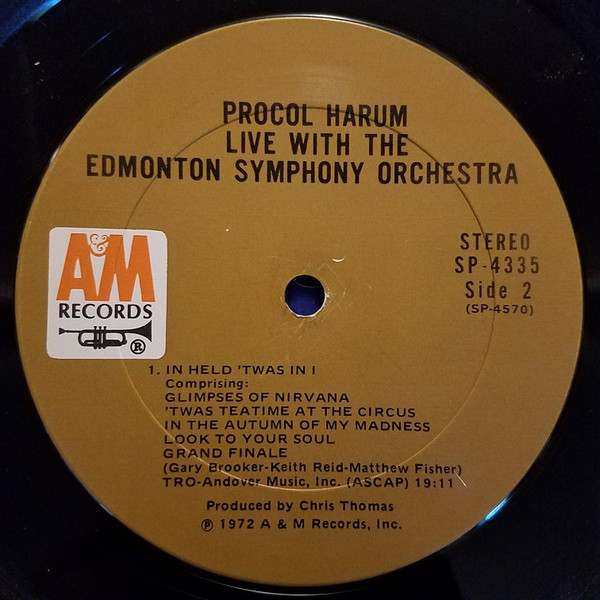 PROCOL HARUM
LIVE WITH THE
EDMONTON SYMPHONY ORCHESTRA
A&M
RECORDS
®
STEREO
SP-4335
Side 2
(SP-4570)
1. IN HELD 'TWAS IN I
Comprising:
GLIMPSES OF NIRVANA
'TWAS TEATIME AT THE CIRCUS
IN THE AUTUMN OF MY MADNESS
LOOK TO YOUR SOUL
GRAND FINALE
(Gary Brooker-Keith Reid-Matthew Fisher)
TRO-Andover Music, Inc. (ASCAP) 19:11
Produced by Chris Thomas
℗ 1972 A & M Records, Inc.